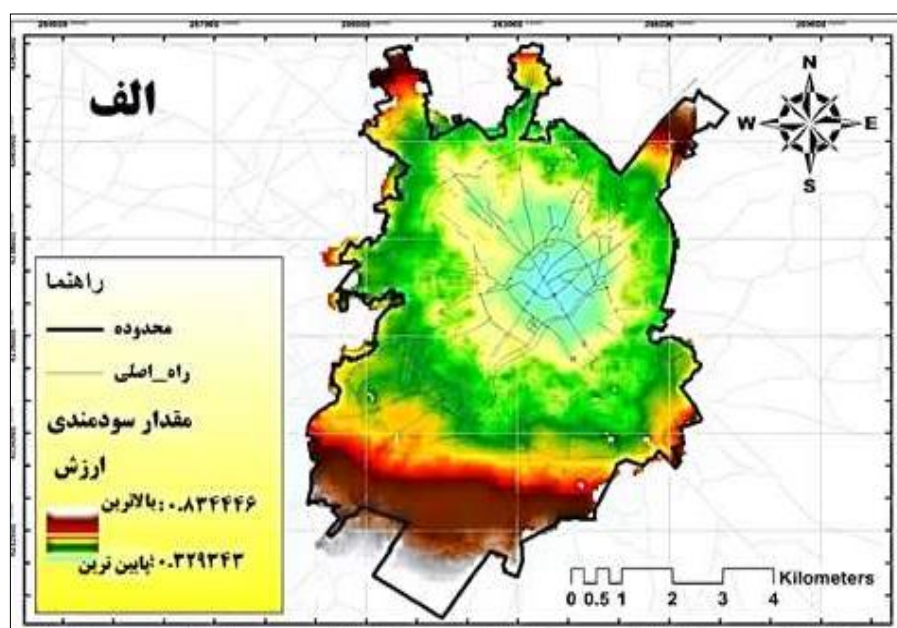 الف
N
W E
S
راهنما
محدوده
راه_اصلی
مقدار سودمندی
ارزش
بالاترین:۰.۸۳۴۴۴۶
پایین ترین:۰.۳۲۹۳۴۳
Kilometers
0 0.5 1 2 3 4